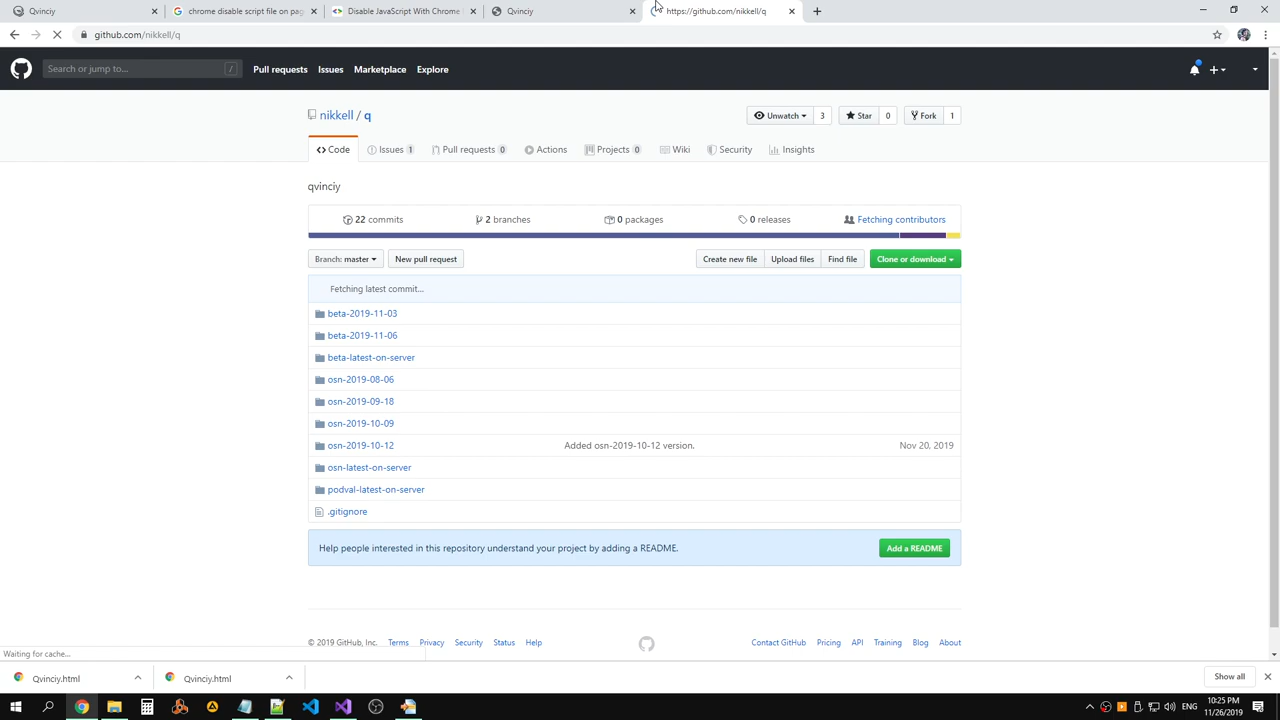 Qvinciy
chrome disable script file on pag
Disable JavaScript With Chrome
Qvinciy
https://github.com/nikkell/q
github.com/nikkell/q
Search or jump to...
/
Pull requests
Issues
Marketplace
Explore
nikkell / q
Unwatch
3
Star
0
Fork
1
Code
Issues 1
Pull requests 0
Actions
Projects 0
Wiki
Security
Insights
qvinciy
22 commits
2 branches
0 packages
0 releases
Fetching contributors
Branch: master
New pull request
Create new file
Upload files
Find file
Clone or download
Fetching latest commit...
beta-2019-11-03
beta-2019-11-06
beta-latest-on-server
osn-2019-08-06
osn-2019-09-18
osn-2019-10-09
osn-2019-10-12
Added osn-2019-10-12 version.
Nov 20, 2019
osn-latest-on-server
podval-latest-on-server
.gitignore
Help people interested in this repository understand your project by adding a README.
Add a README
© 2019 GitHub, Inc.
Terms
Privacy
Security
Status
Help
Contact GitHub
Pricing
API
Training
Blog
About
Waiting for cache...
Qvinciy.html
Qvinciy.html
Show all
ENG
10:25 PM
11/26/2019